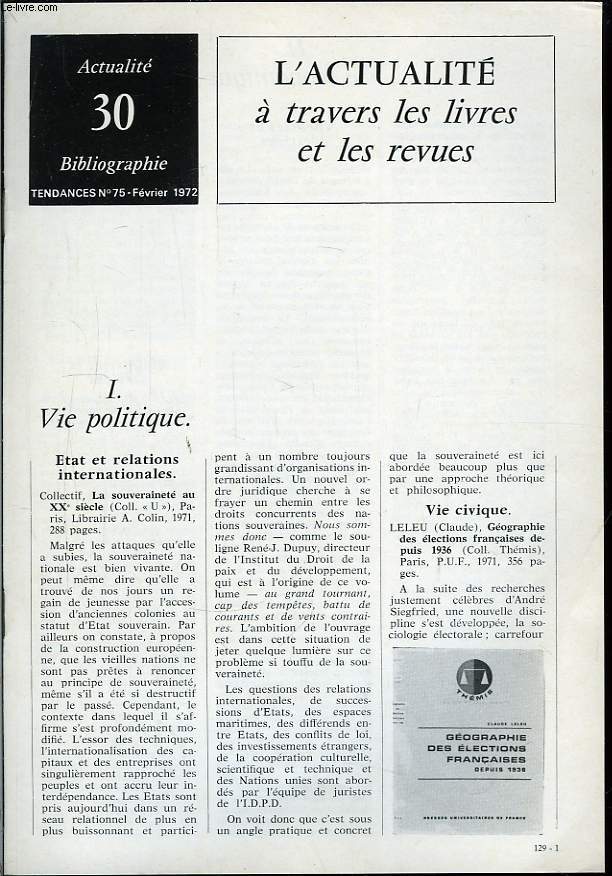 le-livre.com
Actualité
30
Bibliographie
TENDANCES N° 75 - Février 1972
L'ACTUALITÉ
à travers les livres
et les revues
I.
Vie politique.
Etat et relations
internationales.
Collectif, La souveraineté au
XXe siècle (Coll. « U »), Pa-
ris, Librairie A. Colin, 1971,
288 pages.
Malgré les attaques qu'elle
a subies, la souveraineté na-
tionale est bien vivante. On
peut même dire qu'elle a
trouvé de nos jours un re-
gain de jeunesse par l'acces-
sion d'anciennes colonies au
statut d'Etat souverain. Par
ailleurs on constate, à propos
de la construction européen-
ne, que les vieilles nations ne
sont pas prêtes à renoncer
au principe de souveraineté,
même s'il a été si destructif
par le passé. Cependant, le
contexte dans lequel il s'af-
firme s'est profondément mo-
difié. L'essor des techniques,
l'internationalisation des ca-
pitaux et des entreprises ont
singulièrement rapproché les
peuples et ont accru leur in-
terdépendance. Les Etats sont
pris aujourd'hui dans un ré-
seau relationnel de plus en
plus buissonnant et partici-
pent à un nombre toujours
grandissant d'organisations in-
ternationales. Un nouvel or-
dre juridique cherche à se
frayer un chemin entre les
droits concurrents des na-
tions souveraines. Nous som-
mes donc — comme le sou-
ligne René-J. Dupuy, directeur
de l'Institut du Droit de la
paix et du développement,
qui est à l'origine de ce vo-
lume — au grand tournant,
cap des tempêtes, battu de
courants et de vents contrai-
res. L'ambition de l'ouvrage
est dans cette situation de
jeter quelque lumière sur ce
problème si touffu de la sou-
veraineté.
Les questions des relations
internationales, de succes-
sions d'Etats, des espaces
maritimes, des différends en-
tre Etats, des conflits de loi,
des investissements étrangers,
de la coopération culturelle,
scientifique et technique et
des Nations unies sont abor-
dés par l'équipe de juristes
de l'I.D.P.D.
On voit donc que c'est sous
un angle pratique et concret
que la souveraineté est ici
abordée beaucoup plus que
par une approche théorique
et philosophique.
Vie civique.
LELEU (Claude), Géographie
des élections françaises de-
puis 1936 (Coll. Thémis),
Paris, P.U.F., 1971, 356 pa-
ges.
A la suite des recherches
justement célèbres d'André
Siegfried, une nouvelle disci-
pline s'est développée, la so-
ciologie électorale ; carrefour
THÉMIS
CLAUDE LELEU
GÉOGRAPHIE
DES ÉLECTIONS
FRANÇAISES
DEPUIS 1936
PRESSES UNIVERSITAIRES DE FRANCE
129 - 1